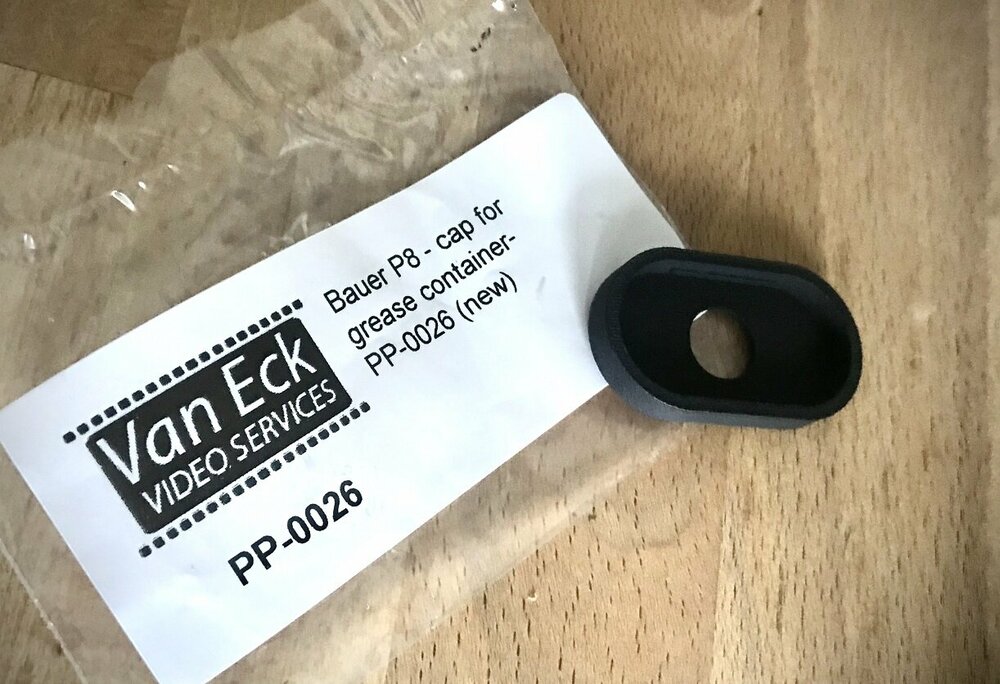 Bauer P8 - cap for
grease container-
PP-0026 (new)
Van Eck
VIDEO SERVICES
PP-0026